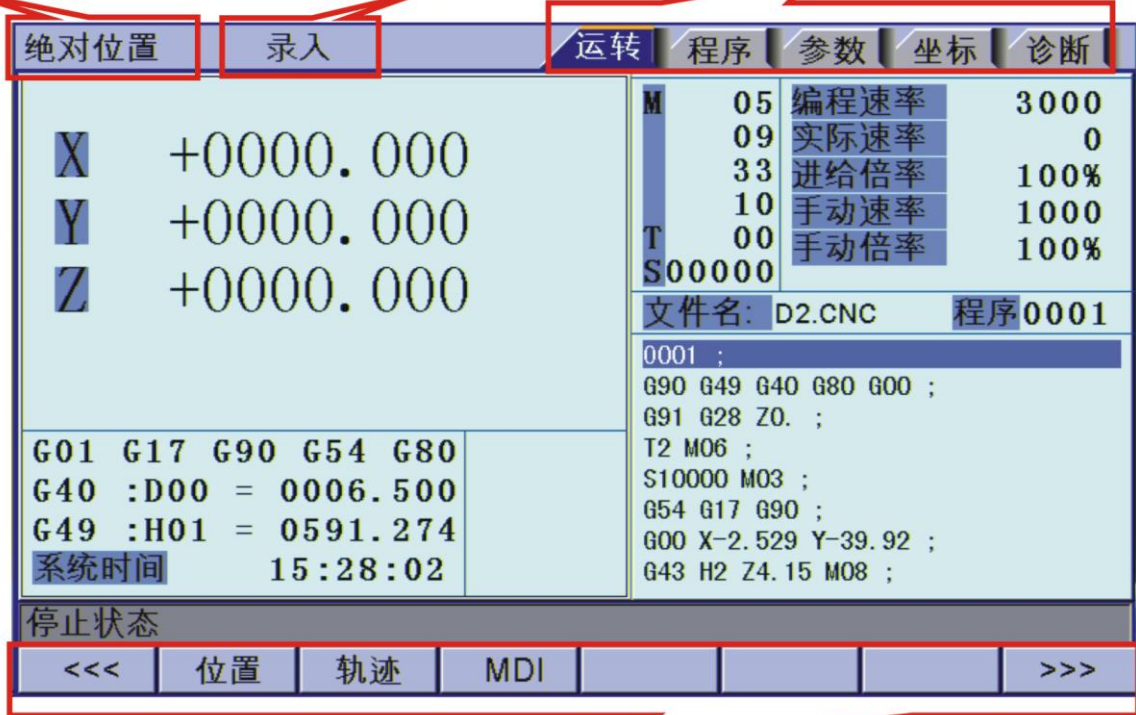 绝对位置 录入 运转 程序 参数 坐标 诊断
X +0000.000
Y +0000.000
Z +0000.000
G01 G17 G90 G54 G80
G40 :D00 = 0006.500
G49 :H01 = 0591.274
系统时间 15:28:02
M 05 编程速率 3000
09 实际速率 0
33 进给倍率 100%
10 手动速率 1000
T 00 手动倍率 100%
S00000
文件名: D2.CNC 程序0001
0001 ;
G90 G49 G40 G80 G00 ;
G91 G28 Z0. ;
T2 M06 ;
S10000 M03 ;
G54 G17 G90 ;
G00 X-2.529 Y-39.92 ;
G43 H2 Z4.15 M08 ;
停止状态
<<< 位置 轨迹 MDI >>>